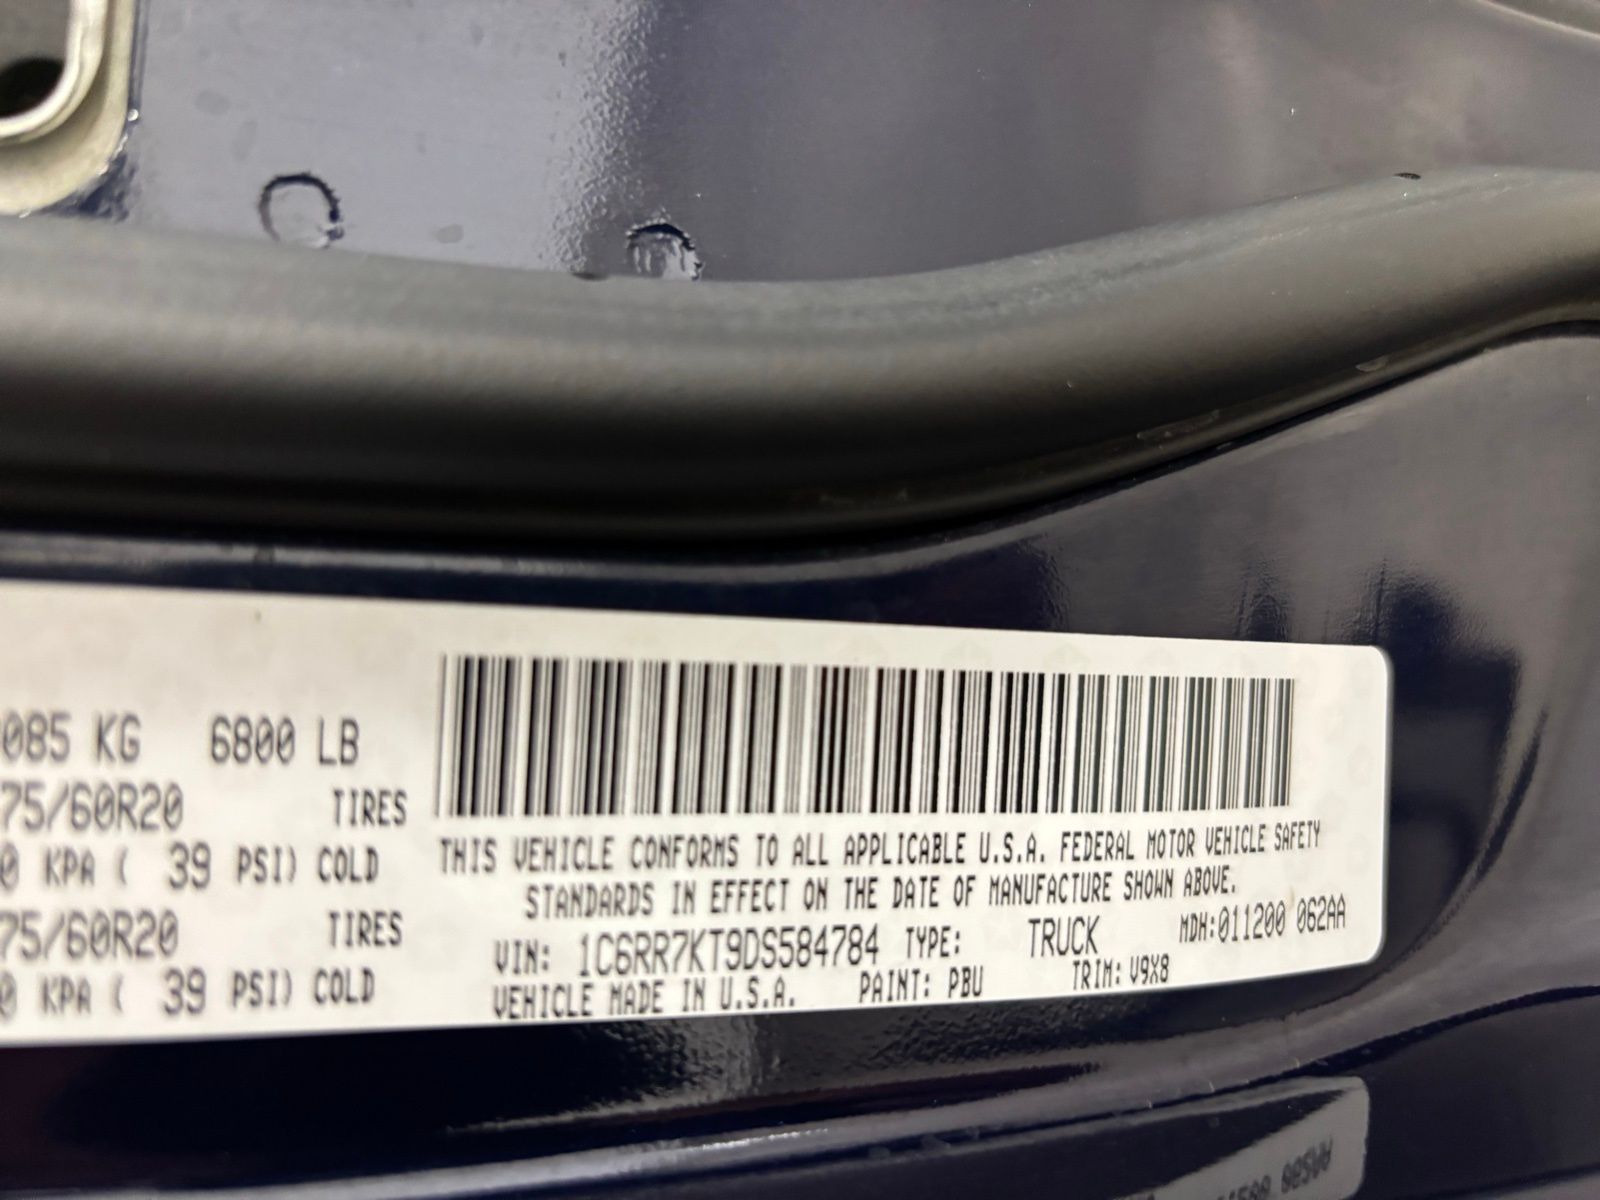 085 KG 6800 LB
75/60R20 TIRES
0 KPA ( 39 PSI) COLD
75/60R20 TIRES
0 KPA ( 39 PSI) COLD
THIS VEHICLE CONFORMS TO ALL APPLICABLE U.S.A. FEDERAL MOTOR VEHICLE SAFETY
STANDARDS IN EFFECT ON THE DATE OF MANUFACTURE SHOWN ABOVE.
VIN: 1C6RR7KT9DS584784 TYPE: TRUCK MDH:011200 062AA
VEHICLE MADE IN U.S.A. PAINT: PBU TRIM: V9X8